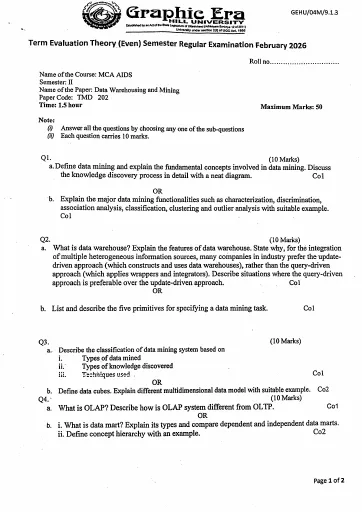 GEHU/04M/9.1.3
Graphic Era
HILL UNIVERSITY
Term Evaluation Theory (Even) Semester Regular Examination February 2026
Roll no..............................
Name of the Course: MCA AIDS
Semester: II
Name of the Paper: Data Warehousing and Mining
Paper Code: TMD 202
Time: 1.5 hour Maximum Marks: 50
Note:
(i) Answer all the questions by choosing any one of the sub-questions
(ii) Each question carries 10 marks.
Q1. (10 Marks)
a. Define data mining and explain the fundamental concepts involved in data mining. Discuss
the knowledge discovery process in detail with a neat diagram. Co1
OR
b. Explain the major data mining functionalities such as characterization, discrimination,
association analysis, classification, clustering and outlier analysis with suitable example.
Co1
Q2. (10 Marks)
a. What is data warehouse? Explain the features of data warehouse. State why, for the integration
of multiple heterogeneous information sources, many companies in industry prefer the update-
driven approach (which constructs and uses data warehouses), rather than the query-driven
approach (which applies wrappers and integrators). Describe situations where the query-driven
approach is preferable over the update-driven approach. Co1
OR
b. List and describe the five primitives for specifying a data mining task. Co1
Q3. (10 Marks)
a. Describe the classification of data mining system based on
i. Types of data mined
ii. Types of knowledge discovered
iii. Techniques used Co1
OR
b. Define data cubes. Explain different multidimensional data model with suitable example. Co2
Q4. (10 Marks)
a. What is OLAP? Describe how is OLAP system different from OLTP. Co1
OR
b. i. What is data mart? Explain its types and compare dependent and independent data marts.
ii. Define concept hierarchy with an example. Co2
Page 1 of 2